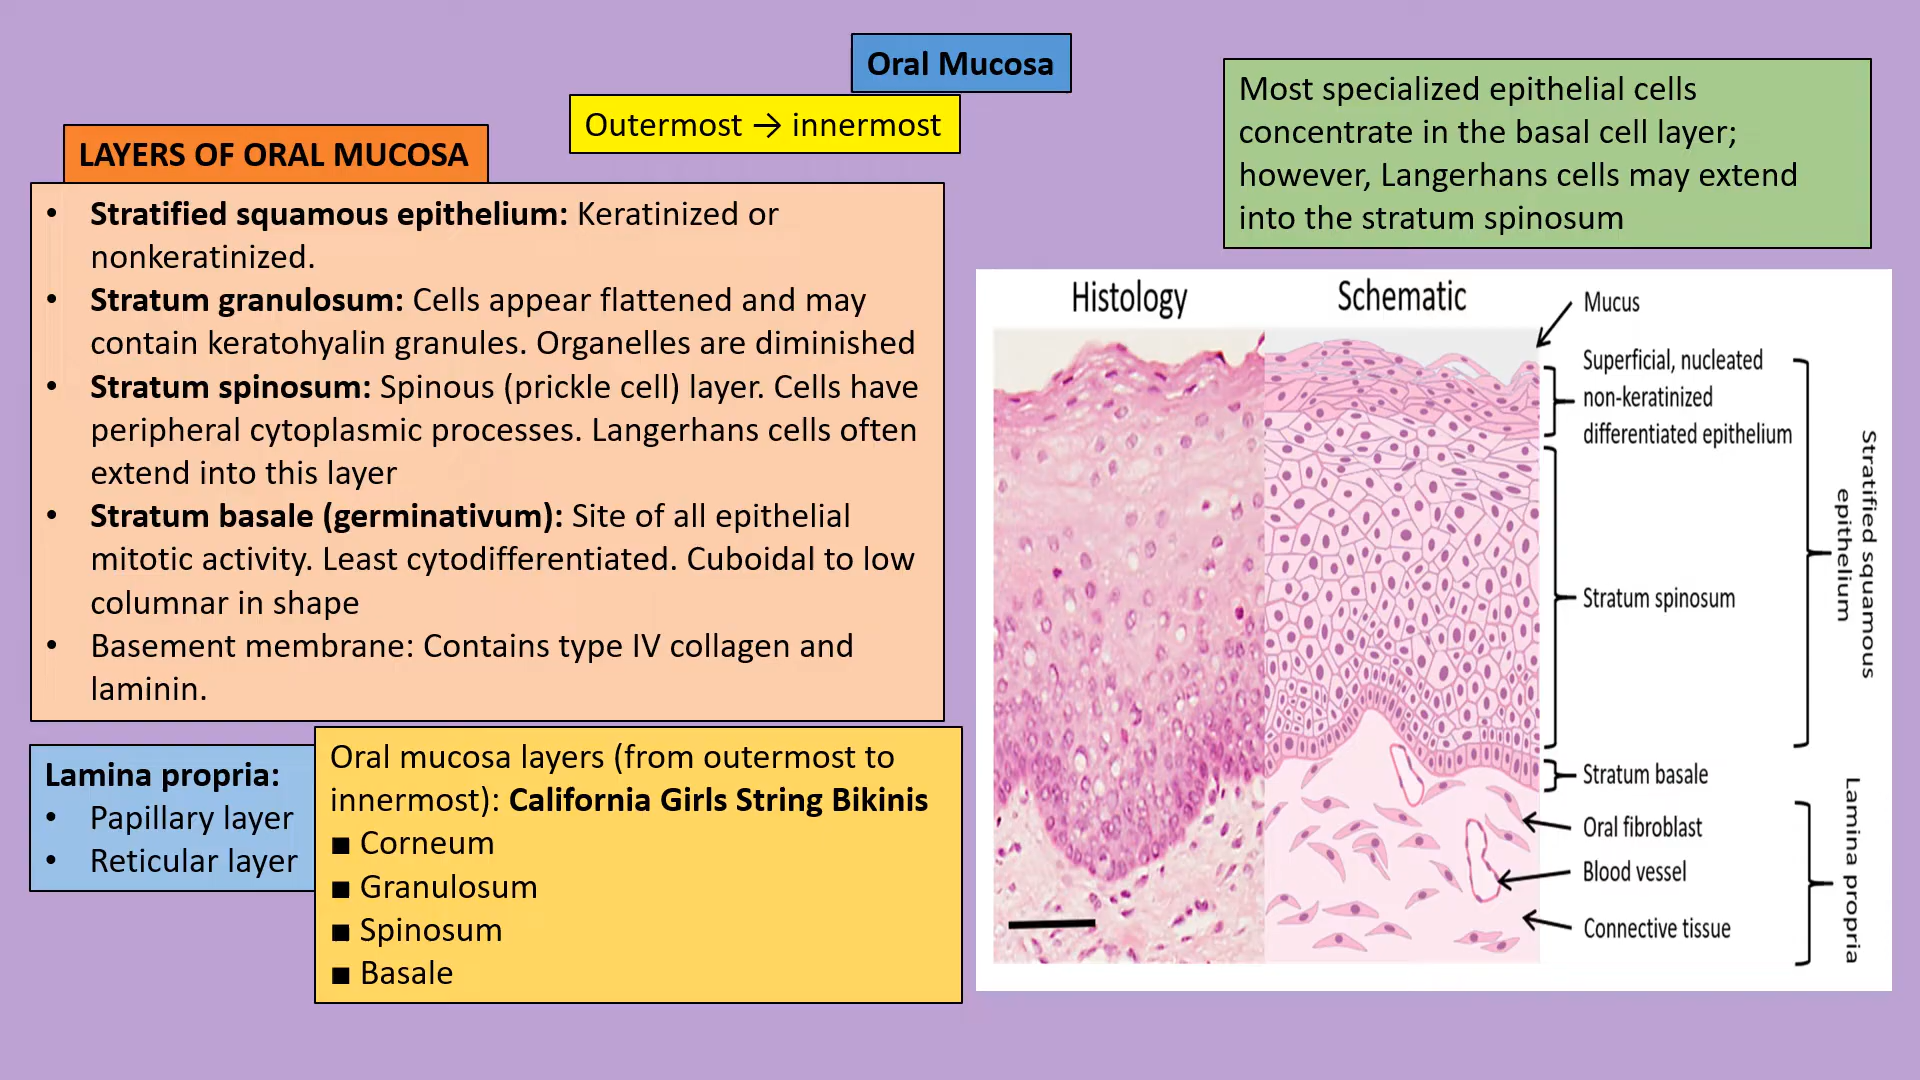 Oral Mucosa
Outermost → innermost
LAYERS OF ORAL MUCOSA
• Stratified squamous epithelium: Keratinized or
nonkeratinized.
• Stratum granulosum: Cells appear flattened and may
contain keratohyalin granules. Organelles are diminished
• Stratum spinosum: Spinous (prickle cell) layer. Cells have
peripheral cytoplasmic processes. Langerhans cells often
extend into this layer
• Stratum basale (germinativum): Site of all epithelial
mitotic activity. Least cytodifferentiated. Cuboidal to low
columnar in shape
• Basement membrane: Contains type IV collagen and
laminin.
Lamina propria:
• Papillary layer
• Reticular layer
Oral mucosa layers (from outermost to
innermost): California Girls String Bikinis
■ Corneum
■ Granulosum
■ Spinosum
■ Basale
Most specialized epithelial cells
concentrate in the basal cell layer;
however, Langerhans cells may extend
into the stratum spinosum
Histology
Schematic
Mucus
Superficial, nucleated
non-keratinized
differentiated epithelium
Stratum spinosum
Stratum basale
Oral fibroblast
Blood vessel
Connective tissue
Stratified squamous
epithelium
Lamina propria